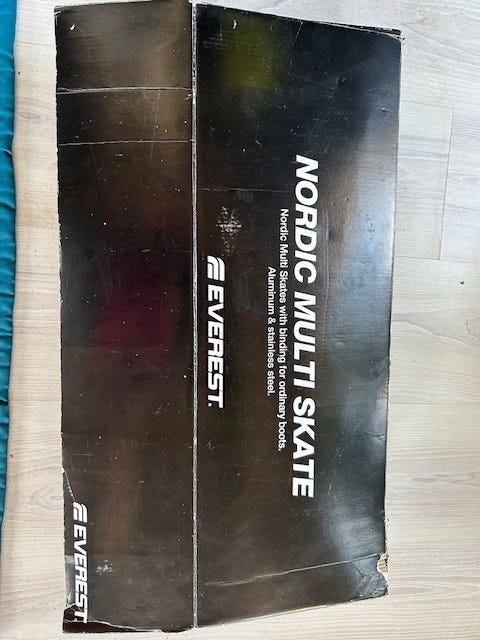 NORDIC MULTI SKATE
Nordic Multi Skates with binding for ordinary boots.
Aluminum & stainless steel.
EVEREST.
EVEREST.